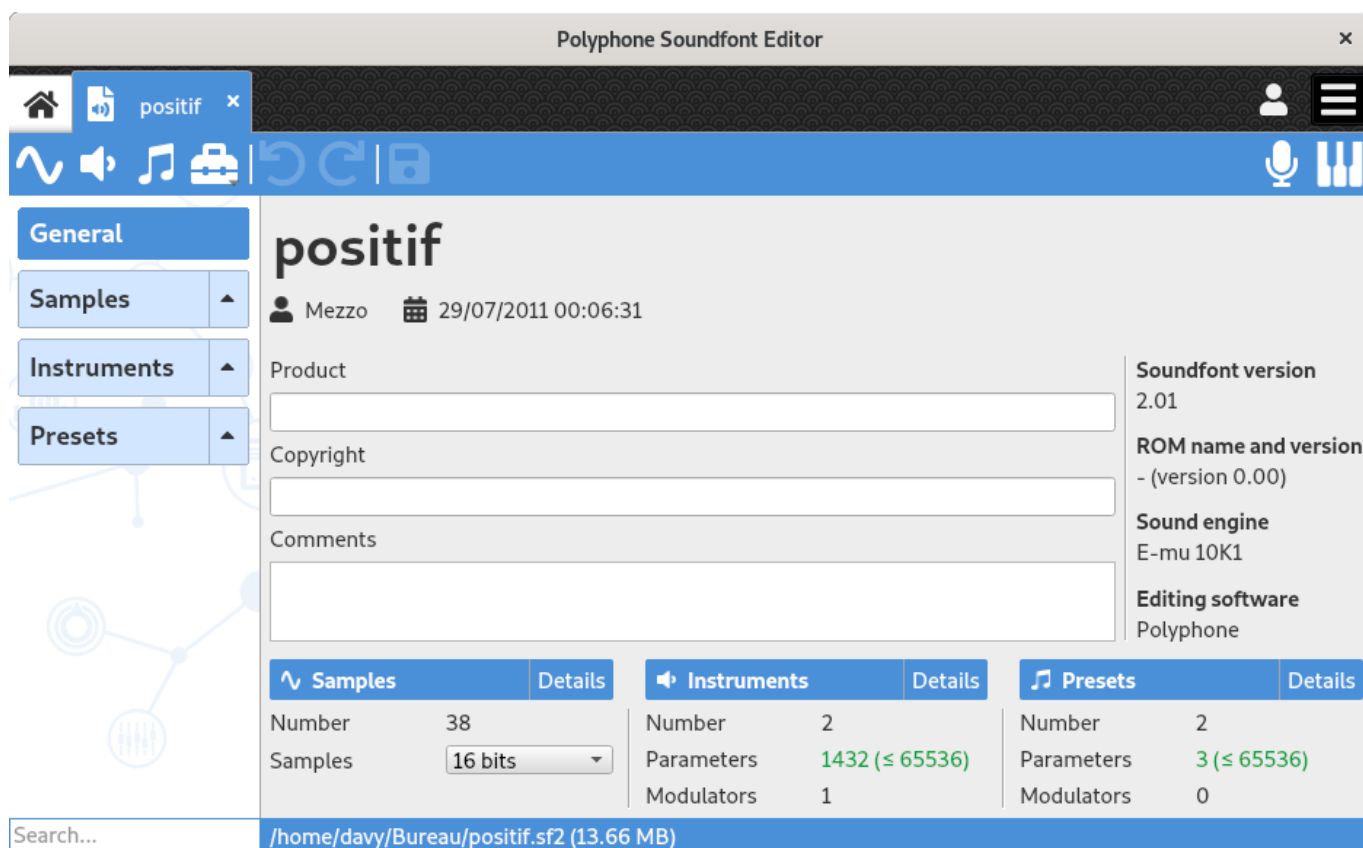 Polyphone Soundfont Editor
positif
General
Samples
Instruments
Presets
positif
Mezzo 29/07/2011 00:06:31
Product
Copyright
Comments
Soundfont version
2.01
ROM name and version
- (version 0.00)
Sound engine
E-mu 10K1
Editing software
Polyphone
Samples Details
Number 38
Samples 16 bits
Instruments Details
Number 2
Parameters 1432 (≤ 65536)
Modulators 1
Presets Details
Number 2
Parameters 3 (≤ 65536)
Modulators 0
Search...
/home/davy/Bureau/positif.sf2 (13.66 MB)